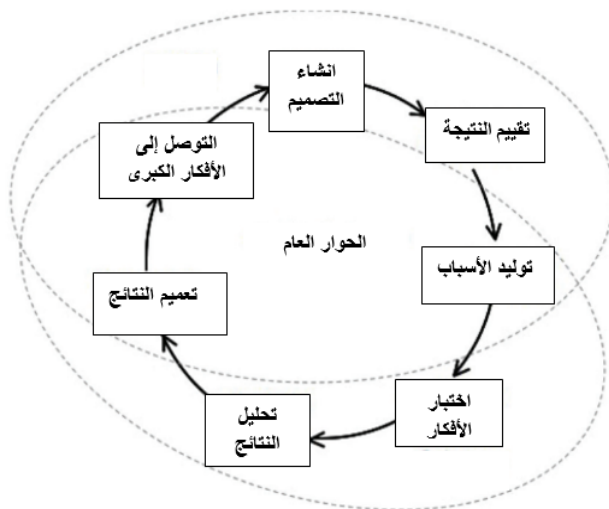 انشاء
التصميم
تقييم النتيجة
توليد الأسباب
اختبار
الأفكار
تحليل
النتائج
تعميم النتائج
التوصل إلى
الأفكار الكبرى
الحوار العام